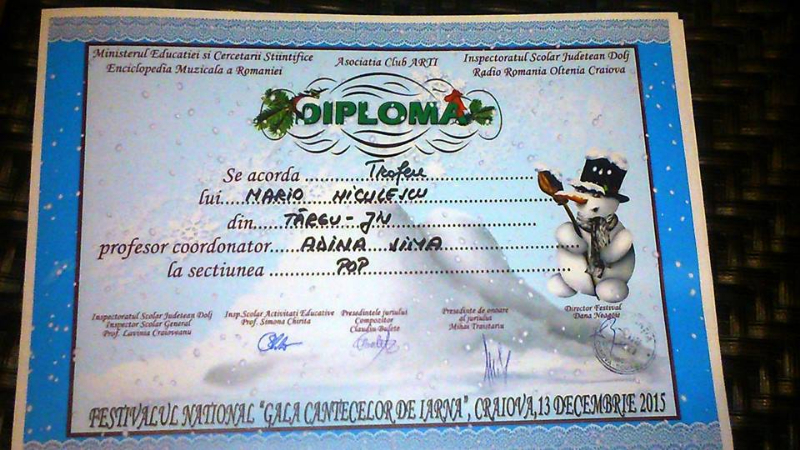 Ministerul Educatiei si Cercetarii Stiintifice
Enciclopedia Muzicala a Romaniei
Asociatia Club ARTI
Inspectoratul Scolar Judetean Dolj
Radio Romania Oltenia Craiova
DIPLOMA
Se acorda ........ Trofeu
lui ..... MARIO NICULESCU
din ........ TÂRGU-JIU
profesor coordonator ..... ADINA
la sectiunea ........ POP
Inspectoratul Scolar Judetean Dolj
Inspector Scolar General
Prof. Lavinia Craioveanu
Insp.Scolar Activitati Educative
Prof. Simona Chirita
Presedintele juriului
Compozitor
Claudiu Bulete
Presedinte de onoare
al juriului
Mihai Traistariu
Director Festival
Dana Neagoe
FESTIVALUL NATIONAL "GALA CANTECELOR DE IARNA", CRAIOVA,13 DECEMBRIE 2015